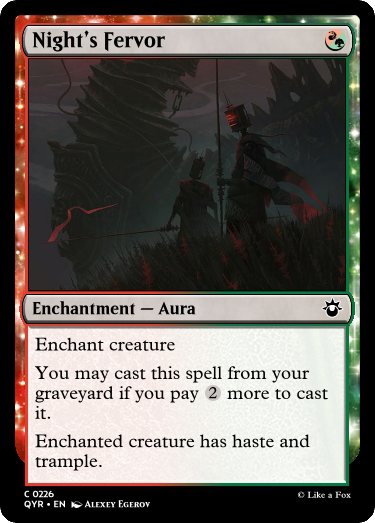 Night's Fervor
Enchantment — Aura
Enchant creature
You may cast this spell from your
graveyard if you pay 2 more to cast
it.
Enchanted creature has haste and
trample.
C 0226
QYR • EN Alexey Egerov
© Like a Fox